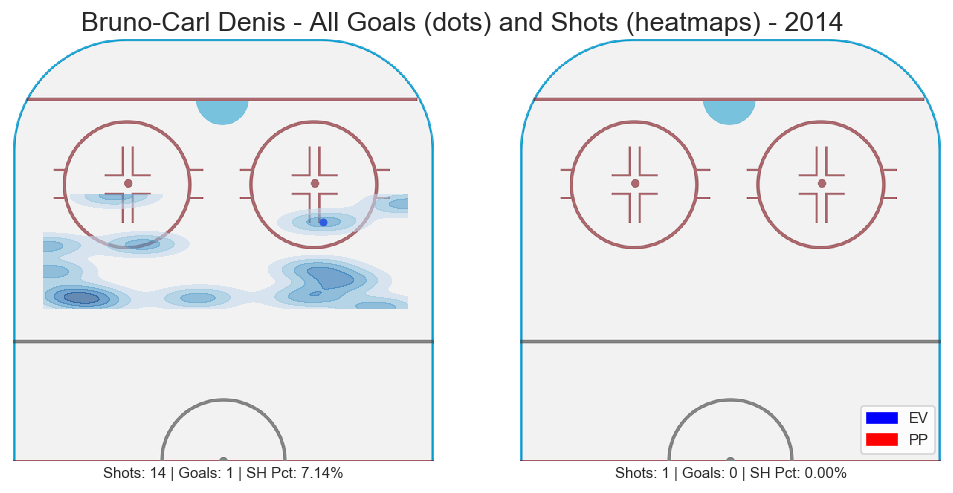 Bruno-Carl Denis - All Goals (dots) and Shots (heatmaps) - 2014
EV
PP
Shots: 14 | Goals: 1 | SH Pct: 7.14%
Shots: 1 | Goals: 0 | SH Pct: 0.00%